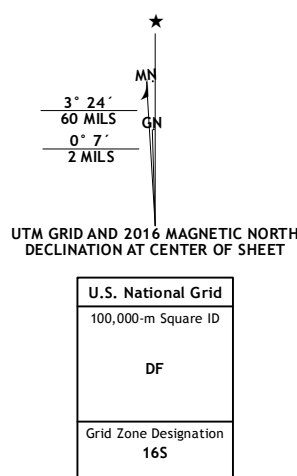 MN
3° 24´
60 MILS
GN
0° 7´
2 MILS
UTM GRID AND 2016 MAGNETIC NORTH
DECLINATION AT CENTER OF SHEET
U.S. National Grid
100,000-m Square ID
DF
Grid Zone Designation
16S